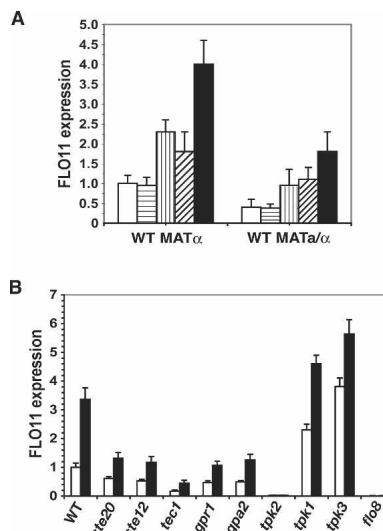 A
FLO11 expression
5.0
4.5
4.0
3.5
3.0
2.5
2.0
1.5
1.0
0.5
0
WT MATα
WT MATa/α
B
FLO11 expression
7
6
5
4
3
2
1
0
WT
ste12
tec1
gpr1
gpa2
tpk2
tpk1
tpk3
flo8